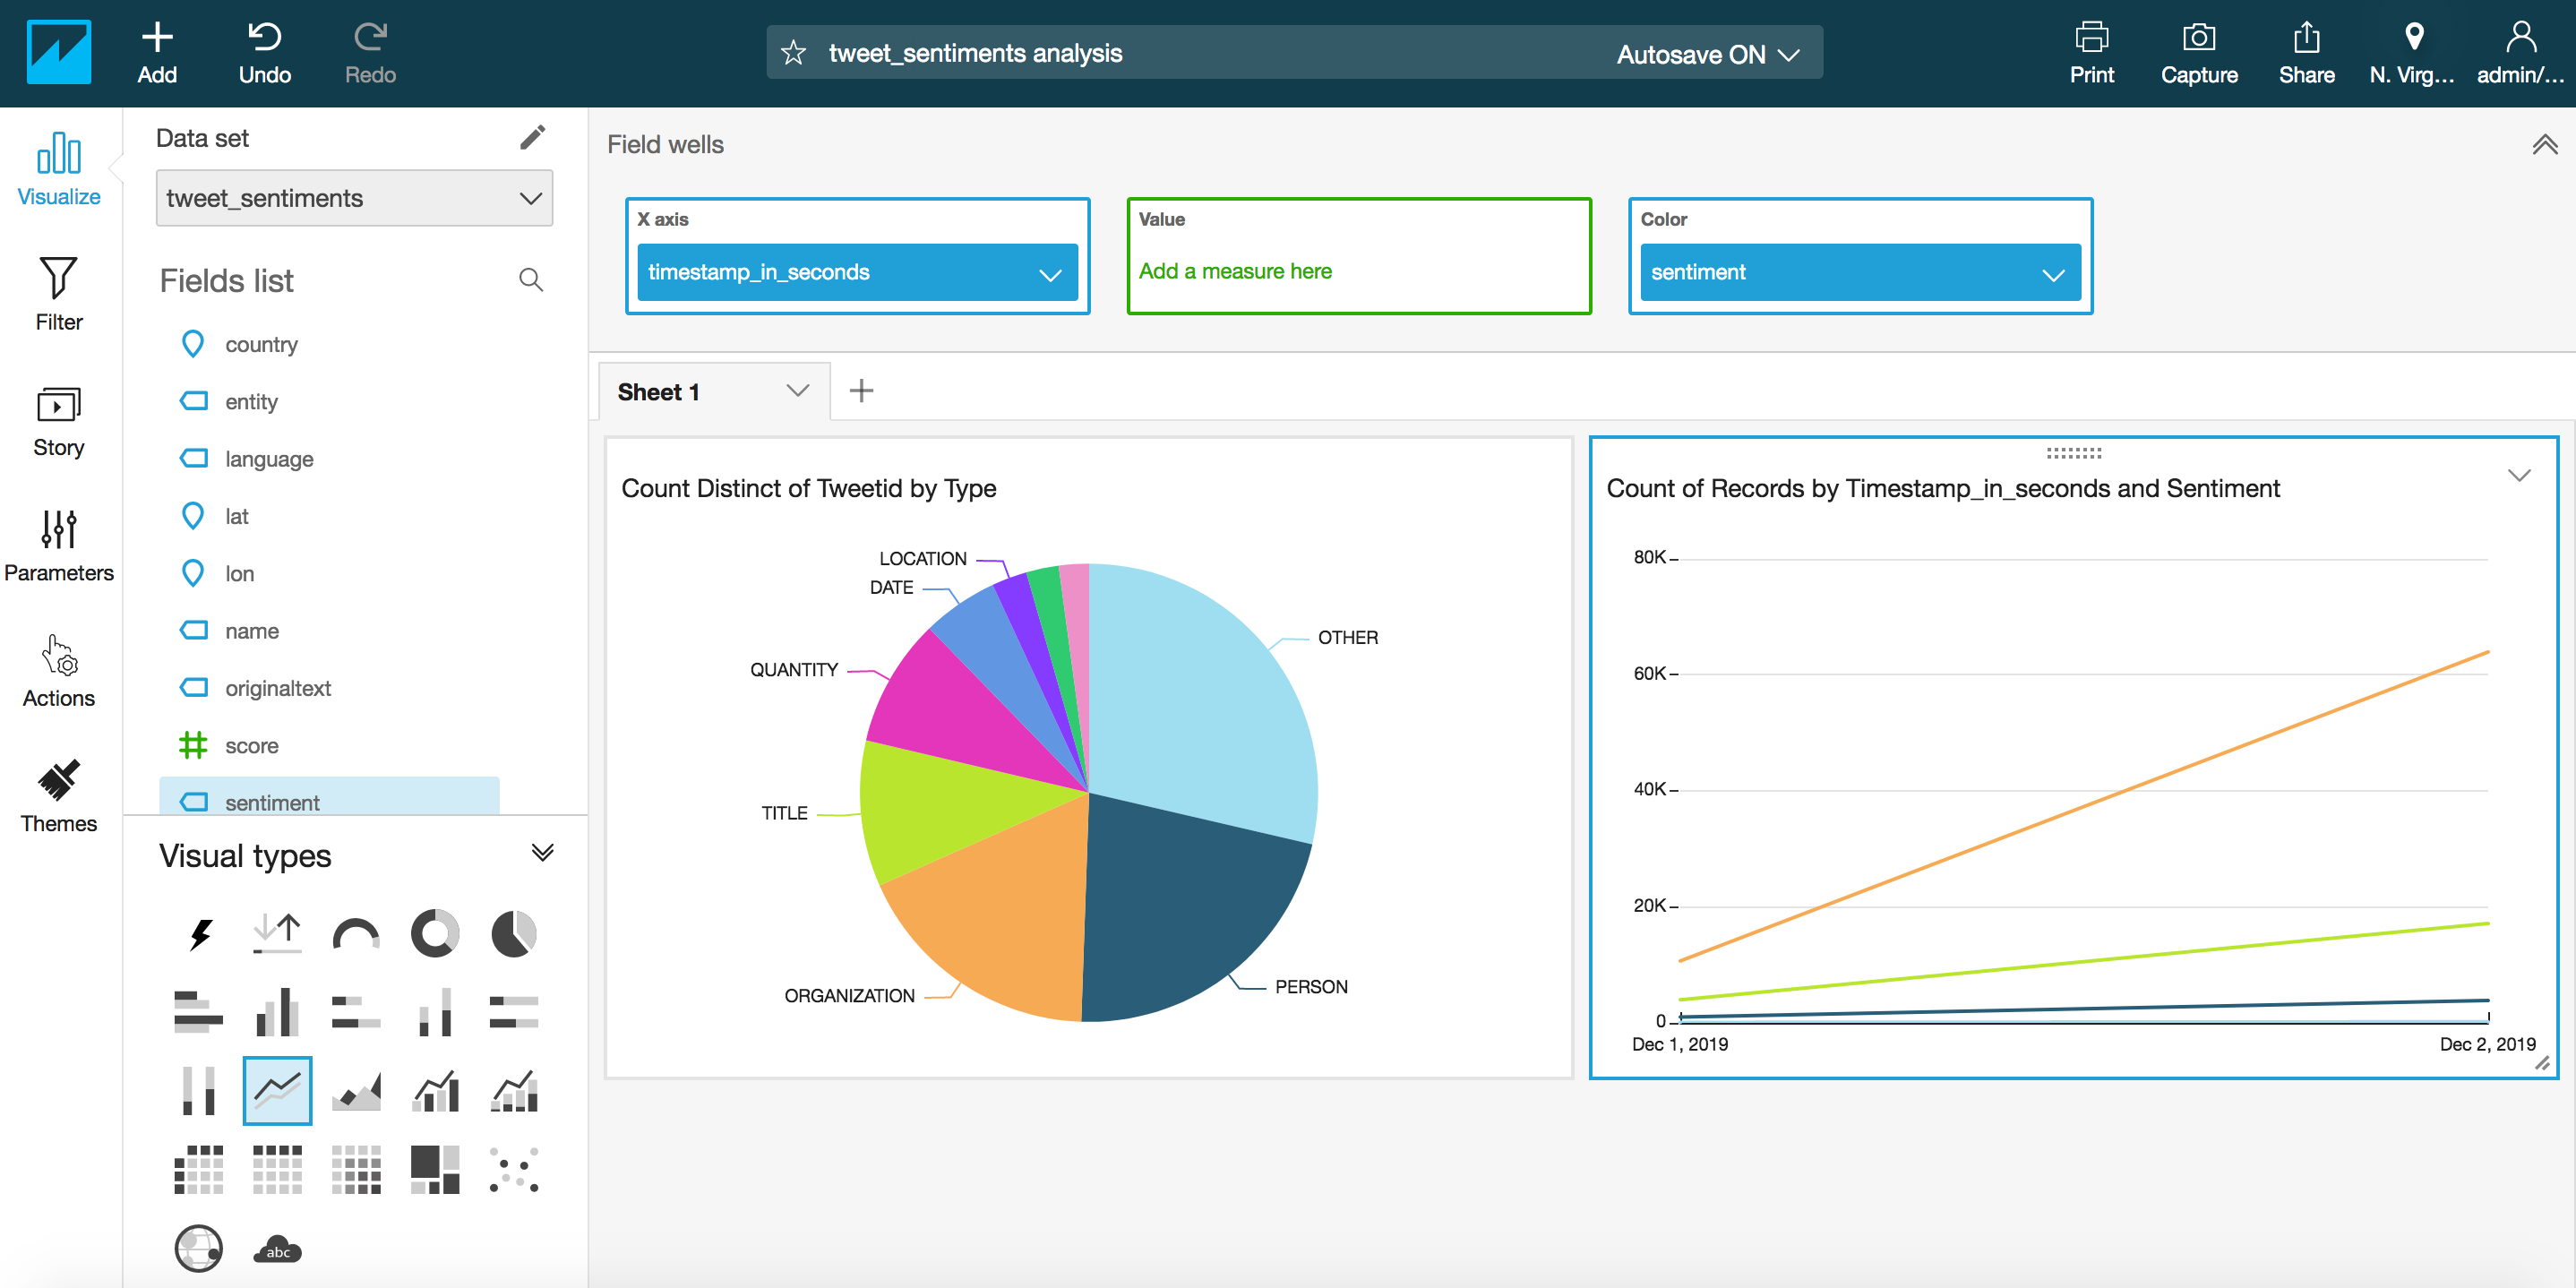 Add
Undo
Redo
tweet_sentiments analysis
Autosave ON
Print
Capture
Share
N. Virg...
admin/...
Visualize
Filter
Story
Parameters
Actions
Themes
Data set
tweet_sentiments
Fields list
country
entity
language
lat
lon
name
originaltext
score
sentiment
Visual types
abc
Field wells
X axis
timestamp_in_seconds
Value
Add a measure here
Color
sentiment
Sheet 1
Count Distinct of Tweetid by Type
LOCATION
DATE
OTHER
QUANTITY
TITLE
ORGANIZATION
PERSON
Count of Records by Timestamp_in_seconds and Sentiment
80K
60K
40K
20K
0
Dec 1, 2019
Dec 2, 2019